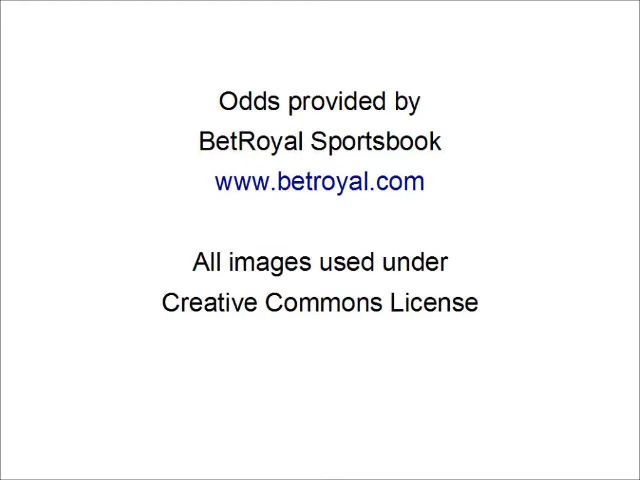 Odds provided by
BetRoyal Sportsbook
www.betroyal.com
All images used under
Creative Commons License